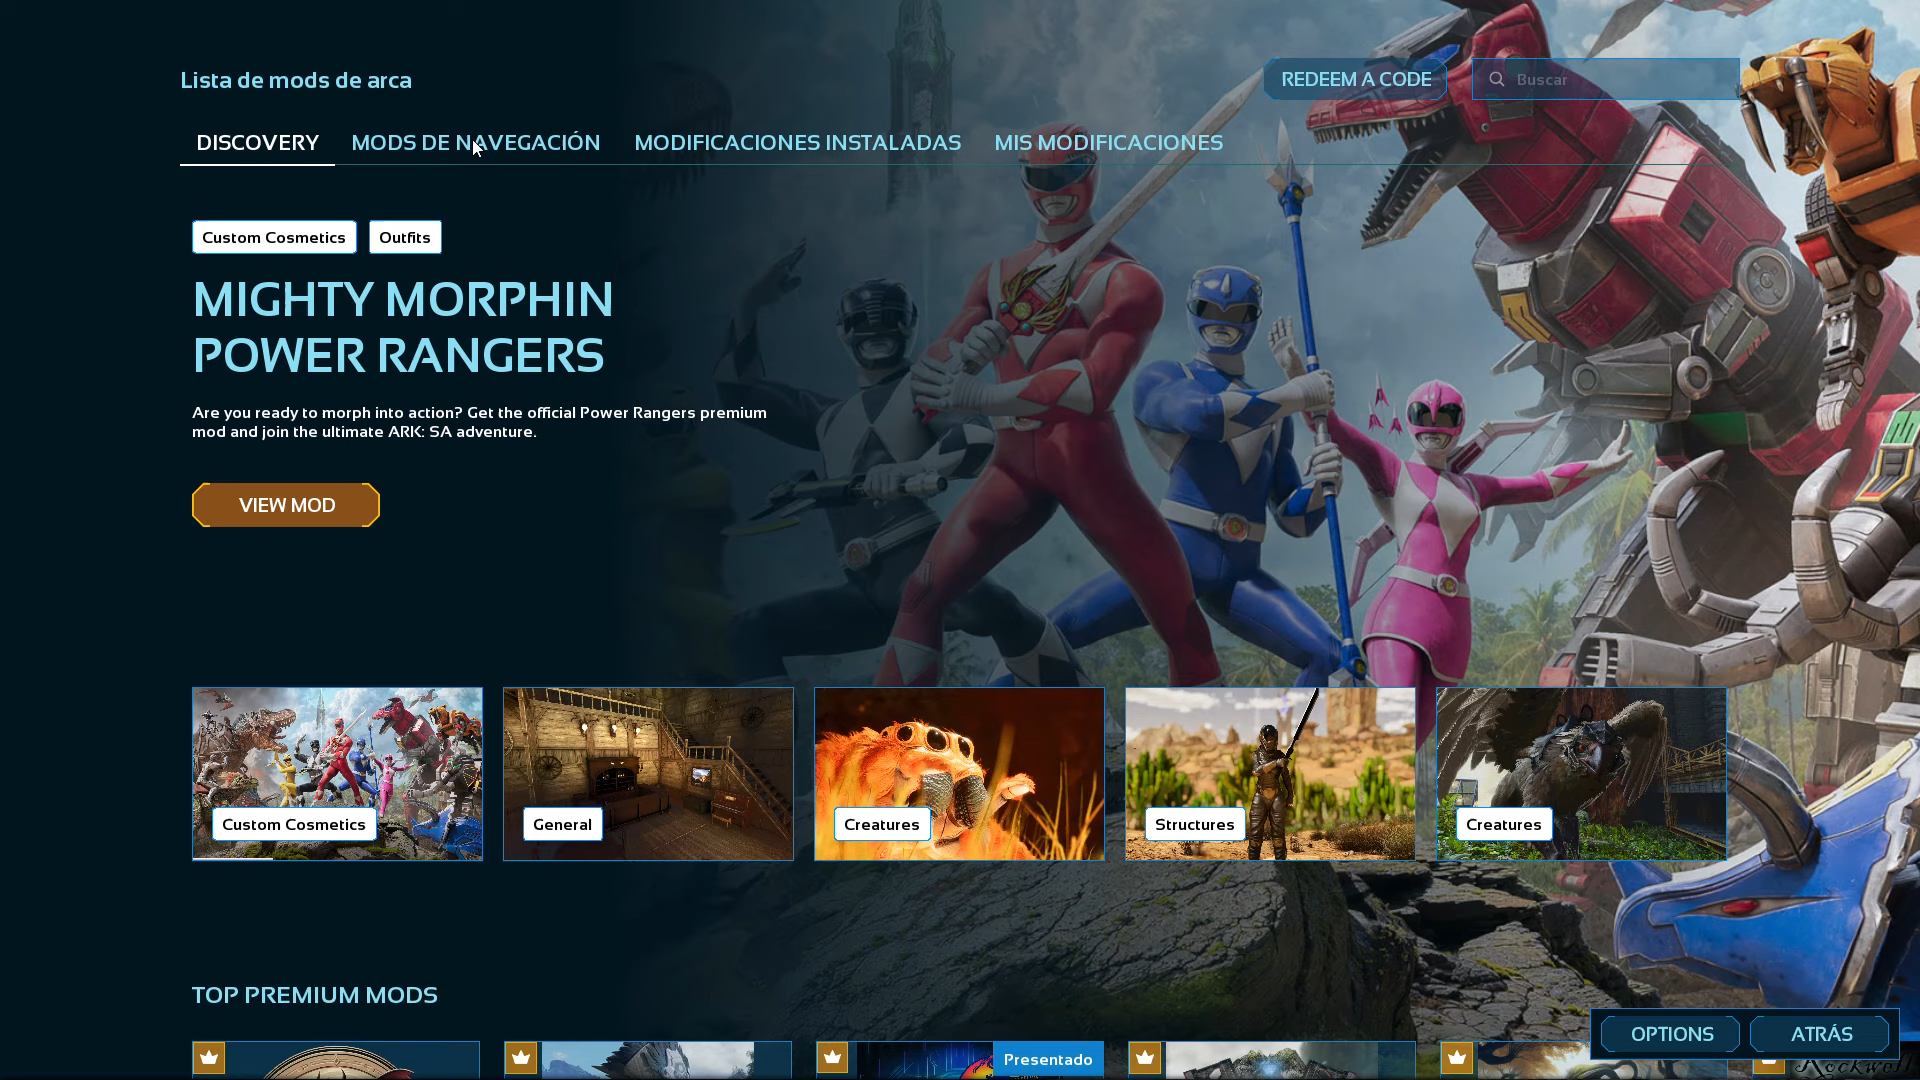 Lista de mods de arca
REDEEM A CODE
Buscar
DISCOVERY
MODS DE NAVEGACIÓN
MODIFICACIONES INSTALADAS
MIS MODIFICACIONES
Custom Cosmetics
Outfits
MIGHTY MORPHIN
POWER RANGERS
Are you ready to morph into action? Get the official Power Rangers premium
mod and join the ultimate ARK: SA adventure.
VIEW MOD
Custom Cosmetics
General
Creatures
Structures
Creatures
TOP PREMIUM MODS
Presentado
OPTIONS
ATRÁS
Rockwell